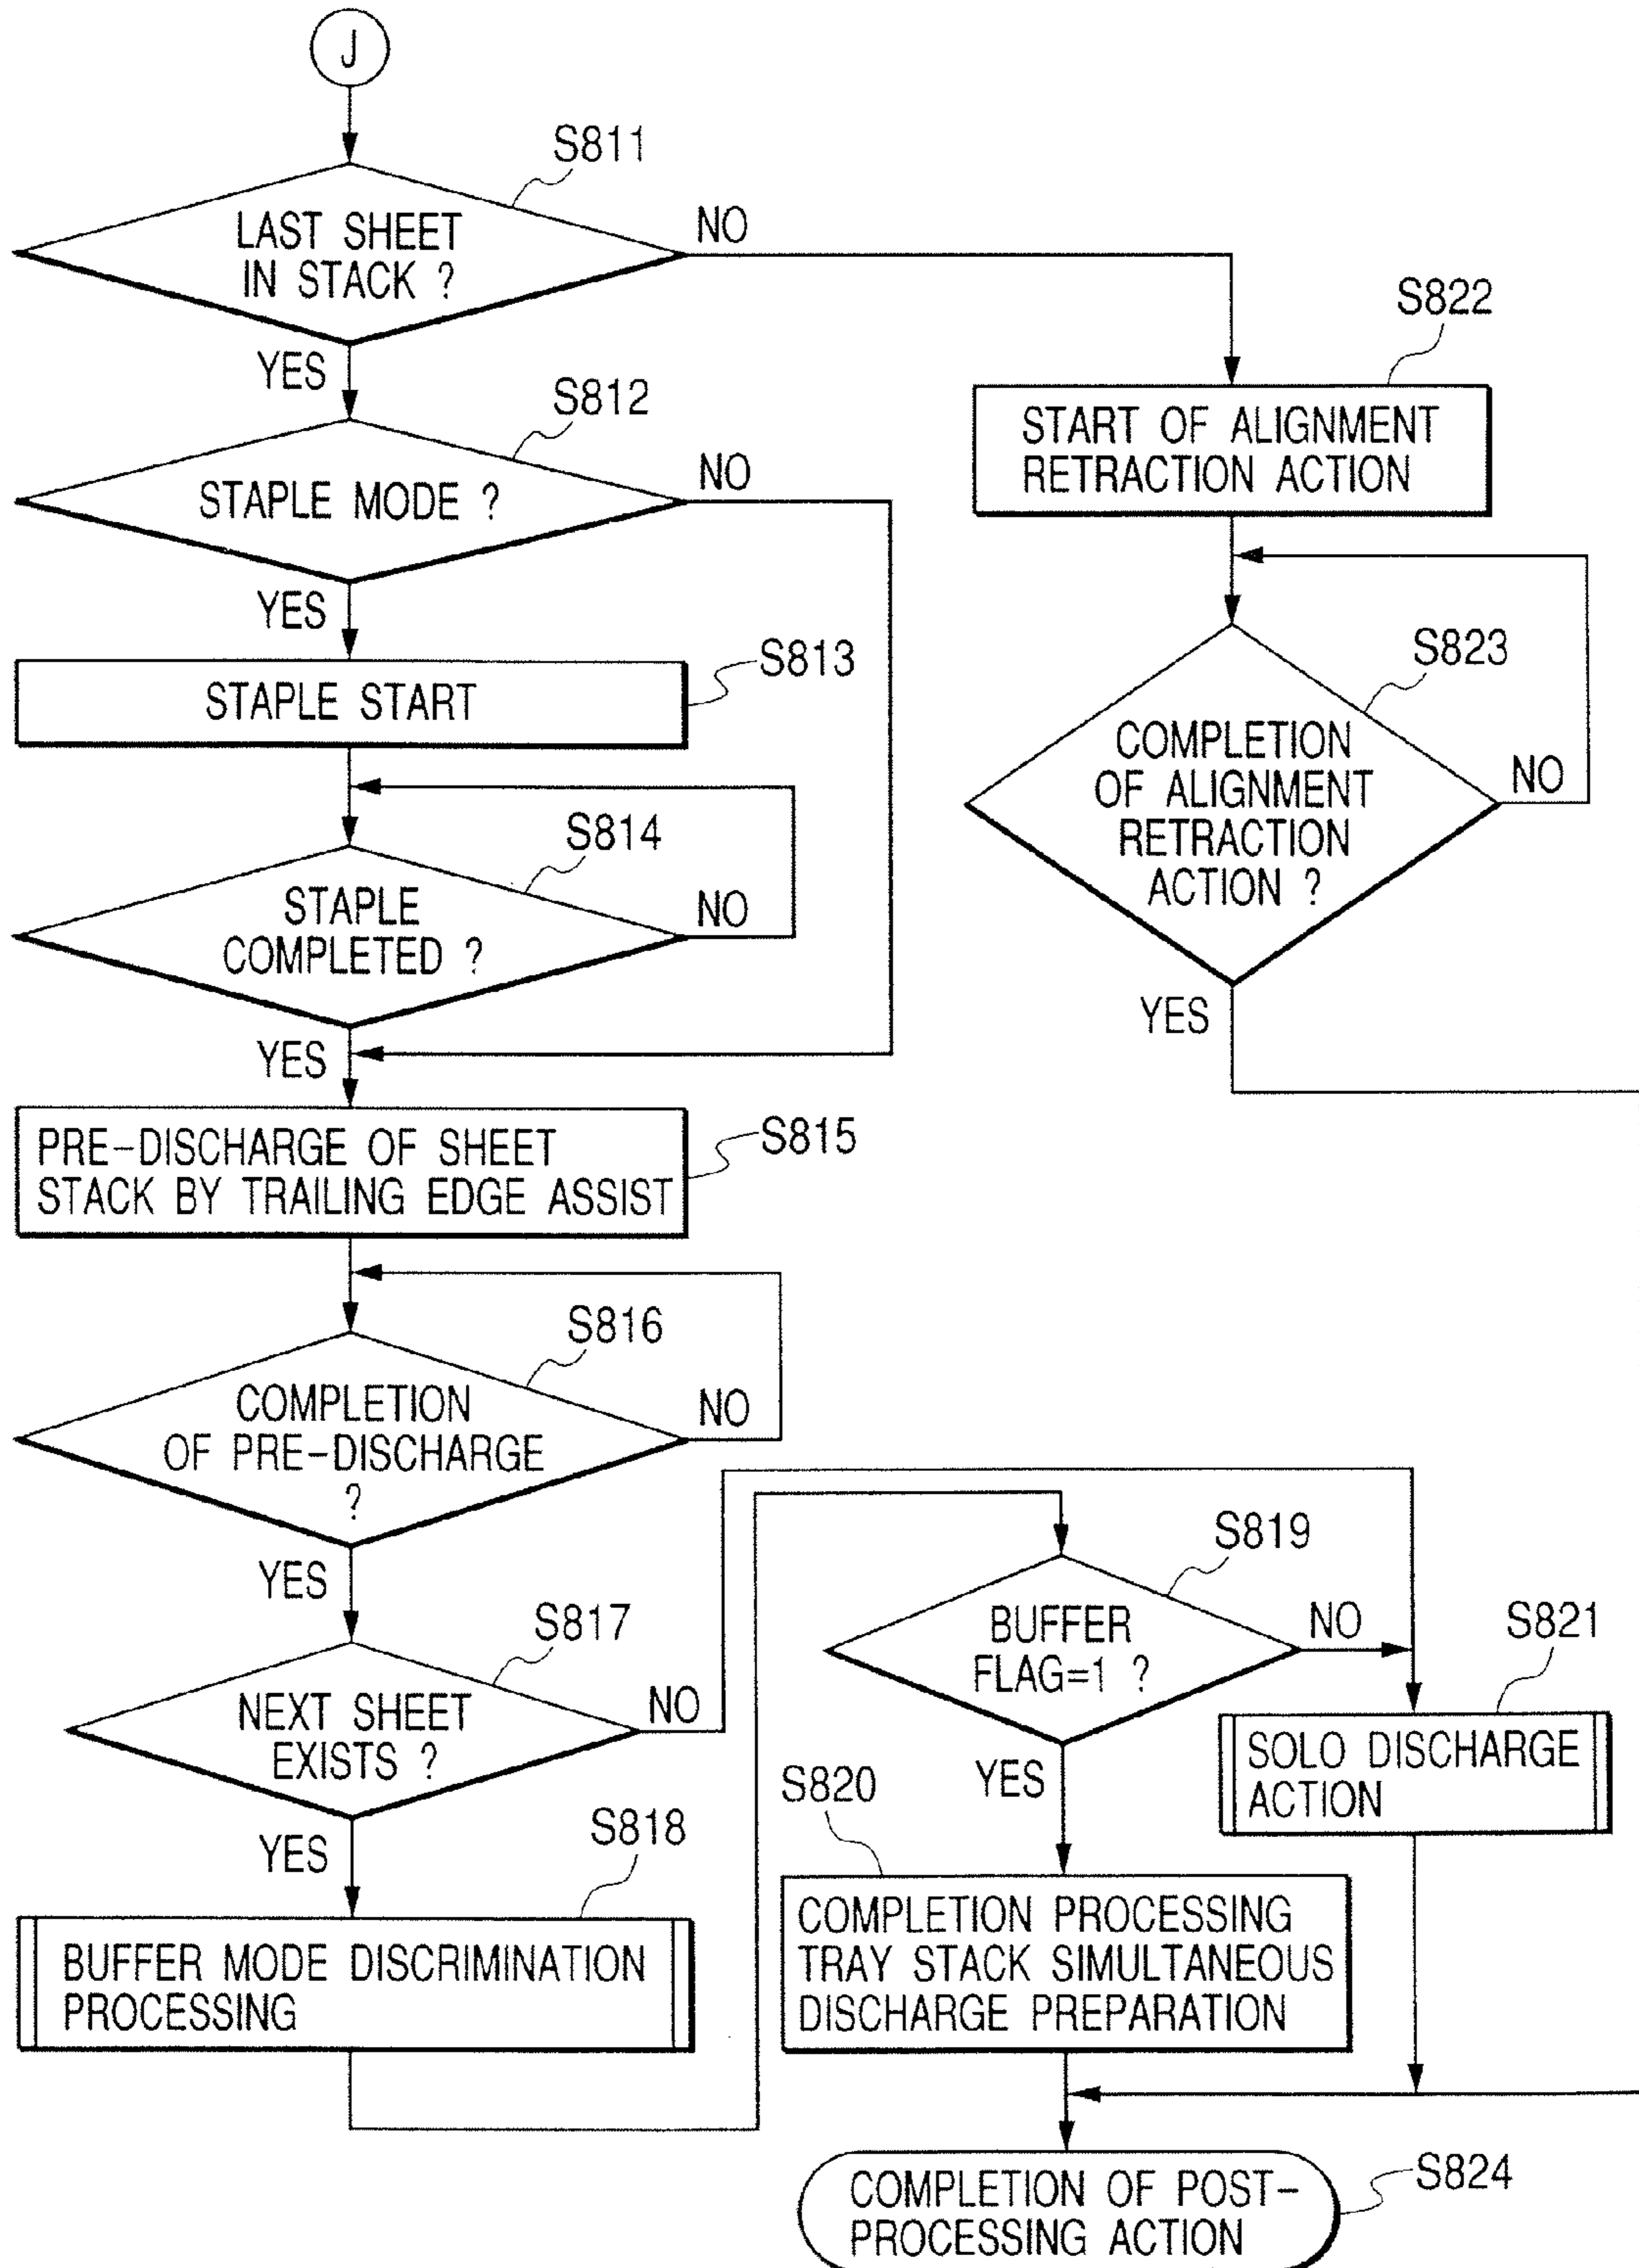 J
S811
LAST SHEET
IN STACK ?
NO
YES
S812
STAPLE MODE ?
NO
YES
S813
STAPLE START
S814
STAPLE
COMPLETED ?
NO
YES
S815
PRE-DISCHARGE OF SHEET
STACK BY TRAILING EDGE ASSIST
S816
COMPLETION
OF PRE-DISCHARGE
?
NO
YES
S817
NEXT SHEET
EXISTS ?
NO
YES
S818
BUFFER MODE DISCRIMINATION
PROCESSING
S819
BUFFER
FLAG=1 ?
NO
YES
S820
COMPLETION PROCESSING
TRAY STACK SIMULTANEOUS
DISCHARGE PREPARATION
S821
SOLO DISCHARGE
ACTION
S822
START OF ALIGNMENT
RETRACTION ACTION
S823
COMPLETION
OF ALIGNMENT
RETRACTION
ACTION ?
NO
YES
S824
COMPLETION OF POST-
PROCESSING ACTION